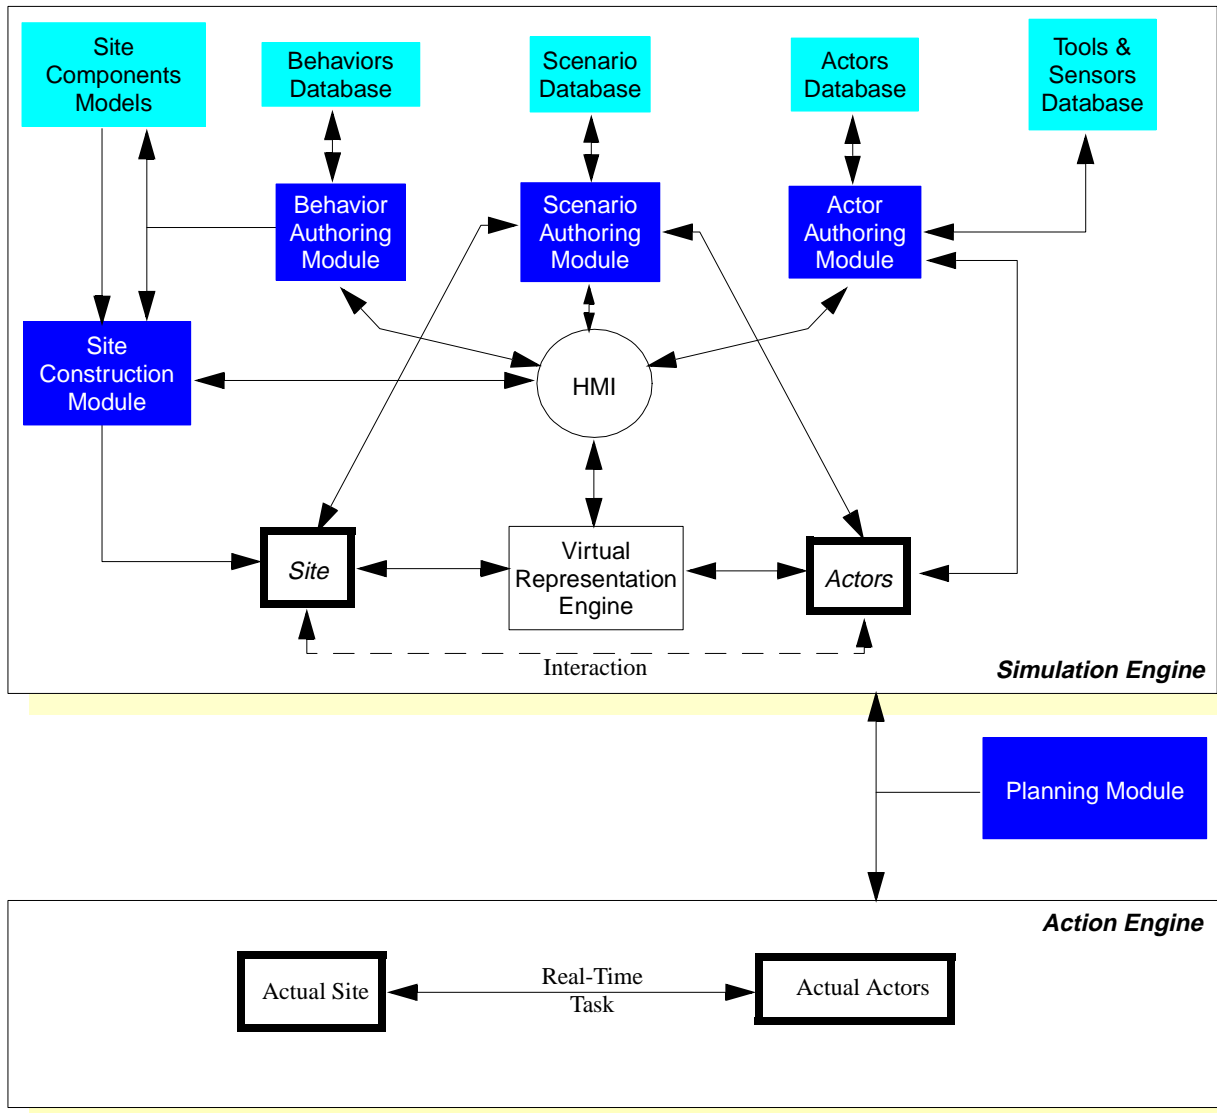 Site
Components
Models
Behaviors
Database
Scenario
Database
Actors
Database
Tools &
Sensors
Database
Behavior
Authoring
Module
Scenario
Authoring
Module
Actor
Authoring
Module
Site
Construction
Module
HMI
Site
Virtual
Representation
Engine
Actors
Interaction
Simulation Engine
Planning Module
Action Engine
Actual Site
Real-Time
Task
Actual Actors